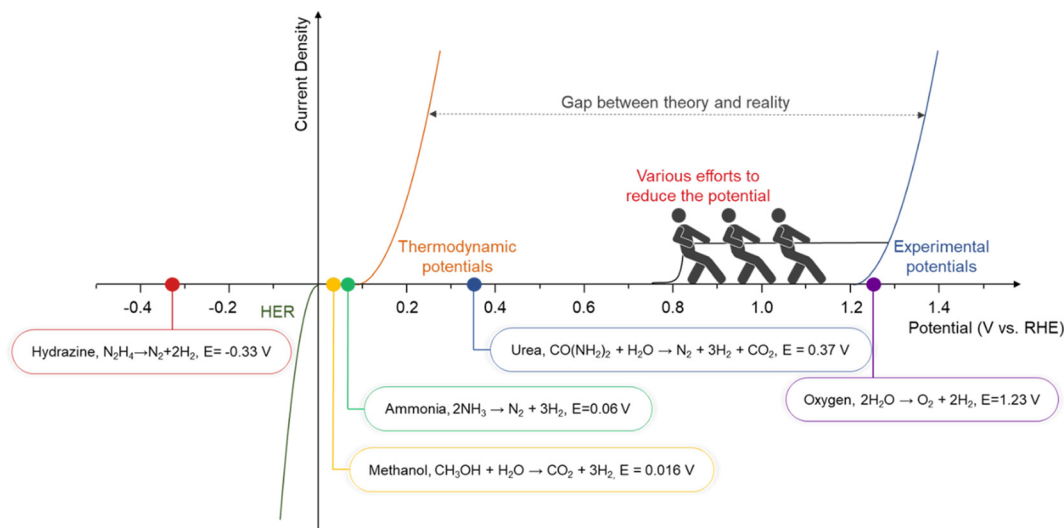 Current Density
Gap between theory and reality
Various efforts to
reduce the potential
Thermodynamic
potentials
Experimental
potentials
HER
-0.4
-0.2
0
0.2
0.4
0.6
0.8
1.0
1.2
1.4
Potential (V vs. RHE)
Hydrazine, N₂H₄→N₂+2H₂, E= -0.33 V
Urea, CO(NH₂)₂ + H₂O → N₂ + 3H₂ + CO₂, E = 0.37 V
Ammonia, 2NH₃ → N₂ + 3H₂, E=0.06 V
Oxygen, 2H₂O → O₂ + 2H₂, E=1.23 V
Methanol, CH₃OH + H₂O → CO₂ + 3H₂, E = 0.016 V